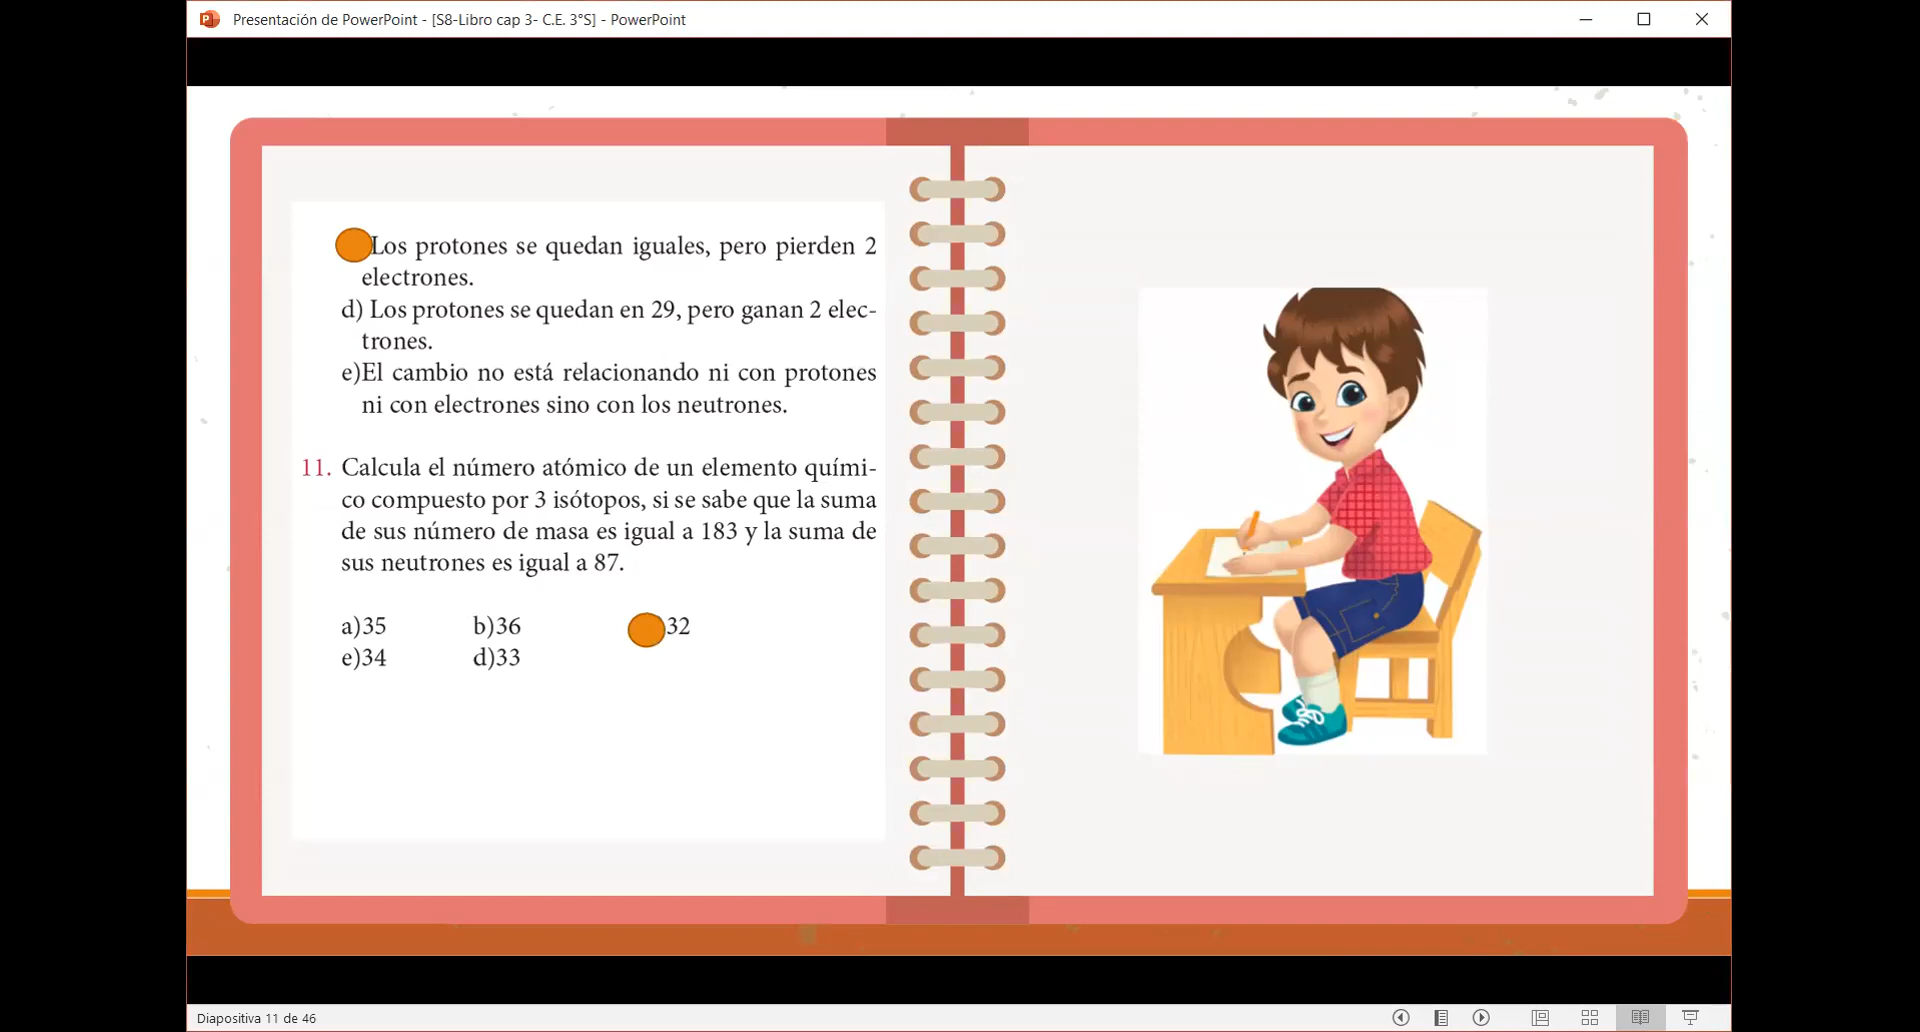 Presentación de PowerPoint - [S8-Libro cap 3- C.E. 3°S] - PowerPoint
Los protones se quedan iguales, pero pierden 2
electrones.
d) Los protones se quedan en 29, pero ganan 2 elec-
trones.
e)El cambio no está relacionando ni con protones
ni con electrones sino con los neutrones.
11. Calcula el número atómico de un elemento quími-
co compuesto por 3 isótopos, si se sabe que la suma
de sus número de masa es igual a 183 y la suma de
sus neutrones es igual a 87.
a)35 b)36 32
e)34 d)33
Diapositiva 11 de 46